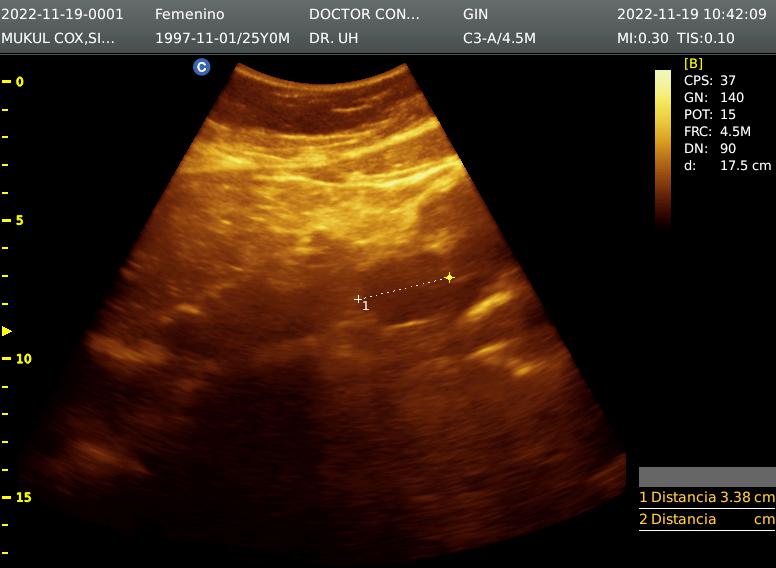 2022-11-19-0001 Femenino DOCTOR CON... GIN 2022-11-19 10:42:09
MUKUL COX,SI... 1997-11-01/25Y0M DR. UH C3-A/4.5M MI:0.30 TIS:0.10
C
[B]
CPS: 37
GN: 140
POT: 15
FRC: 4.5M
DN: 90
d: 17.5 cm
0
5
10
15
1
1 Distancia 3.38 cm
2 Distancia cm